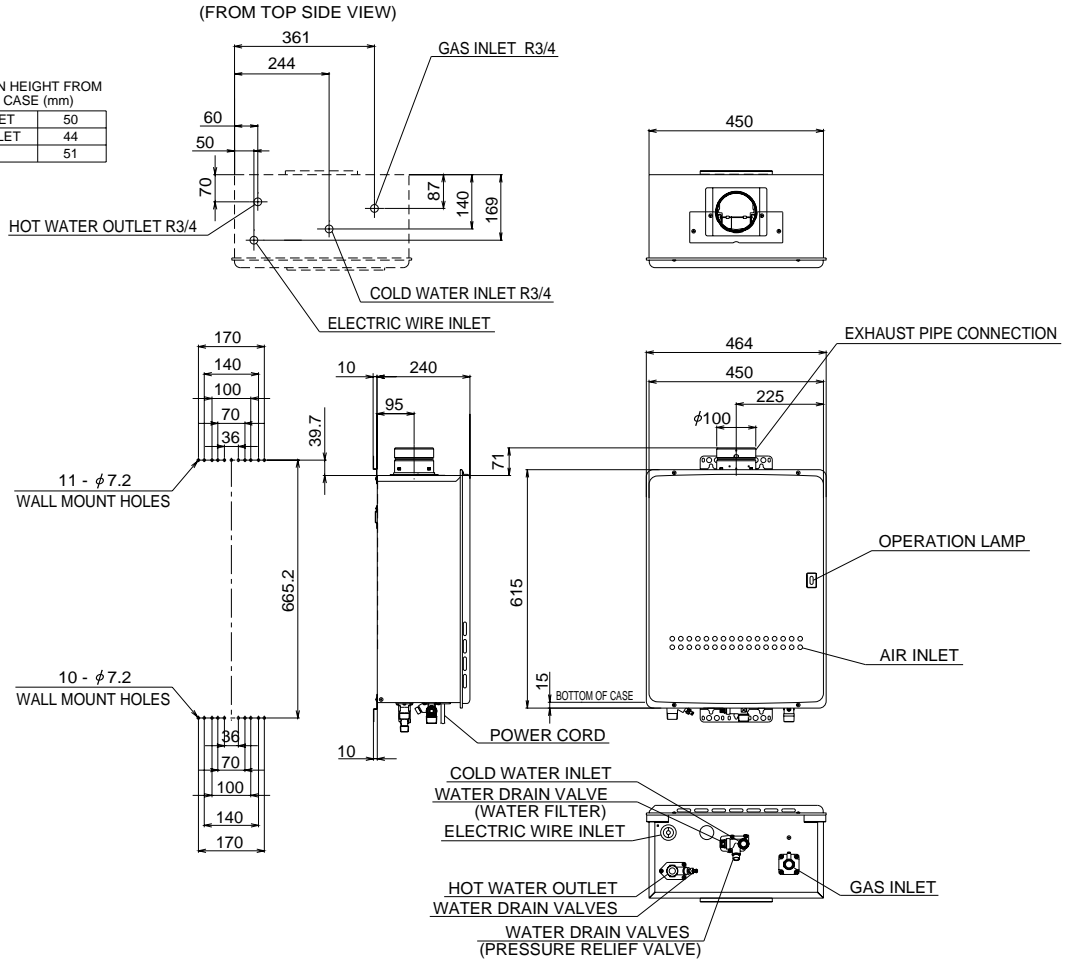 (FROM TOP SIDE VIEW)
361
244
GAS INLET R3/4
N HEIGHT FROM
CASE (mm)
ET 50
LET 44
51
60
50
70
87
140
169
450
HOT WATER OUTLET R3/4
COLD WATER INLET R3/4
ELECTRIC WIRE INLET
170
140
100
70
36
11 - φ7.2
WALL MOUNT HOLES
665.2
10 - φ7.2
WALL MOUNT HOLES
36
70
100
140
170
10
240
95
39.7
10
POWER CORD
EXHAUST PIPE CONNECTION
464
450
225
φ100
71
615
15
BOTTOM OF CASE
OPERATION LAMP
AIR INLET
COLD WATER INLET
WATER DRAIN VALVE
(WATER FILTER)
ELECTRIC WIRE INLET
HOT WATER OUTLET
WATER DRAIN VALVES
WATER DRAIN VALVES
(PRESSURE RELIEF VALVE)
GAS INLET